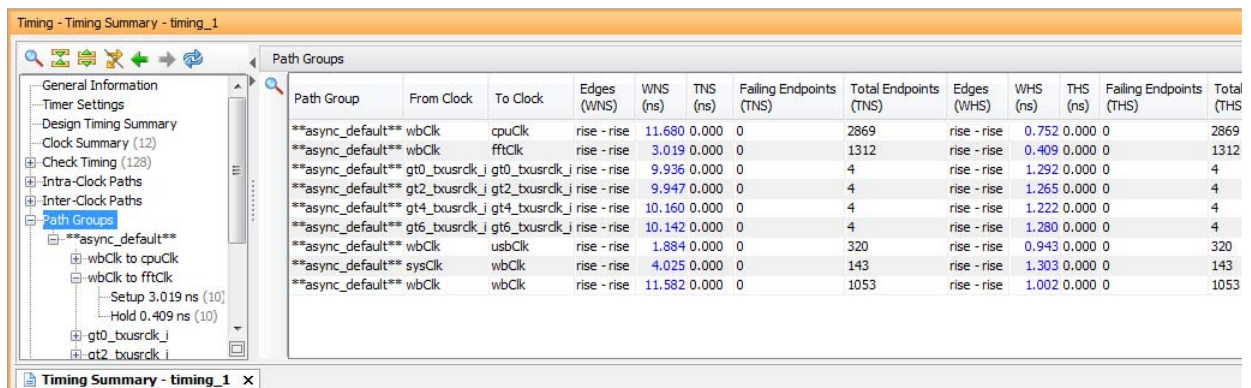 Timing - Timing Summary - timing_1
General Information
Timer Settings
Design Timing Summary
Clock Summary (12)
Check Timing (128)
Intra-Clock Paths
Inter-Clock Paths
Path Groups
**async_default**
wbClk to cpuClk
wbClk to fftClk
Setup 3.019 ns (10)
Hold 0.409 ns (10)
gt0_txusrclk_i
gt2_txusrclk_i
Path Groups
Path Group From Clock To Clock Edges (WNS) WNS (ns) TNS (ns) Failing Endpoints (TNS) Total Endpoints (TNS) Edges (WHS) WHS (ns) THS (ns) Failing Endpoints (THS) Total (THS
**async_default** wbClk cpuClk rise - rise 11.680 0.000 0 2869 rise - rise 0.752 0.000 0 2869
**async_default** wbClk fftClk rise - rise 3.019 0.000 0 1312 rise - rise 0.409 0.000 0 1312
**async_default** gt0_txusrclk_i gt0_txusrclk_i rise - rise 9.936 0.000 0 4 rise - rise 1.292 0.000 0 4
**async_default** gt2_txusrclk_i gt2_txusrclk_i rise - rise 9.947 0.000 0 4 rise - rise 1.265 0.000 0 4
**async_default** gt4_txusrclk_i gt4_txusrclk_i rise - rise 10.160 0.000 0 4 rise - rise 1.222 0.000 0 4
**async_default** gt6_txusrclk_i gt6_txusrclk_i rise - rise 10.142 0.000 0 4 rise - rise 1.280 0.000 0 4
**async_default** wbClk usbClk rise - rise 1.884 0.000 0 320 rise - rise 0.943 0.000 0 320
**async_default** sysClk wbClk rise - rise 4.025 0.000 0 143 rise - rise 1.303 0.000 0 143
**async_default** wbClk wbClk rise - rise 11.582 0.000 0 1053 rise - rise 1.002 0.000 0 1053
Timing Summary - timing_1 X